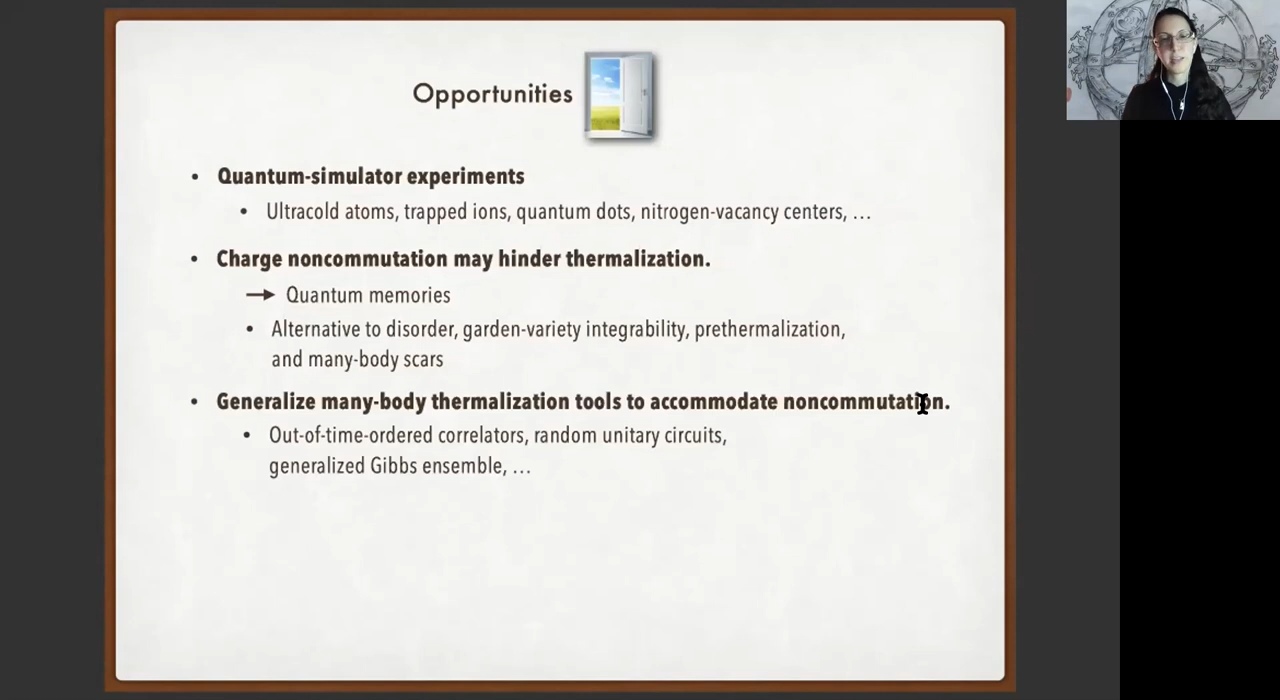 Opportunities
• Quantum-simulator experiments
• Ultracold atoms, trapped ions, quantum dots, nitrogen-vacancy centers, …
• Charge noncommutation may hinder thermalization.
→ Quantum memories
• Alternative to disorder, garden-variety integrability, prethermalization,
and many-body scars
• Generalize many-body thermalization tools to accommodate noncommutation.
• Out-of-time-ordered correlators, random unitary circuits,
generalized Gibbs ensemble, …